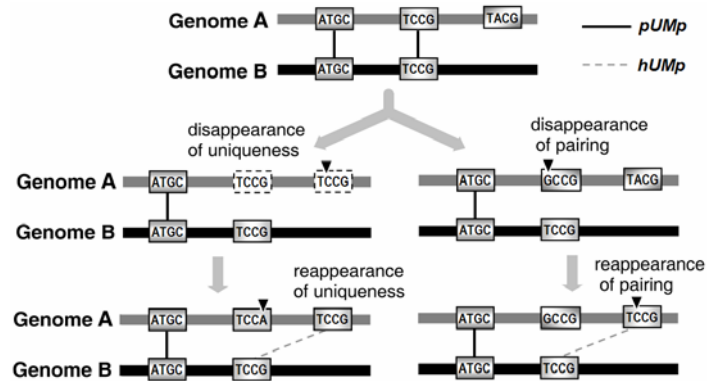 Genome A ATGC TCCG TACG
Genome B ATGC TCCG
pUMp
hUMp
disappearance
of uniqueness
Genome A ATGC TCCG TCCG
Genome B ATGC TCCG
disappearance
of pairing
ATGC GCCG TACG
ATGC TCCG
reappearance
of uniqueness
Genome A ATGC TCCA TCCG
Genome B ATGC TCCG
reappearance
of pairing
ATGC GCCG TCCG
ATGC TCCG